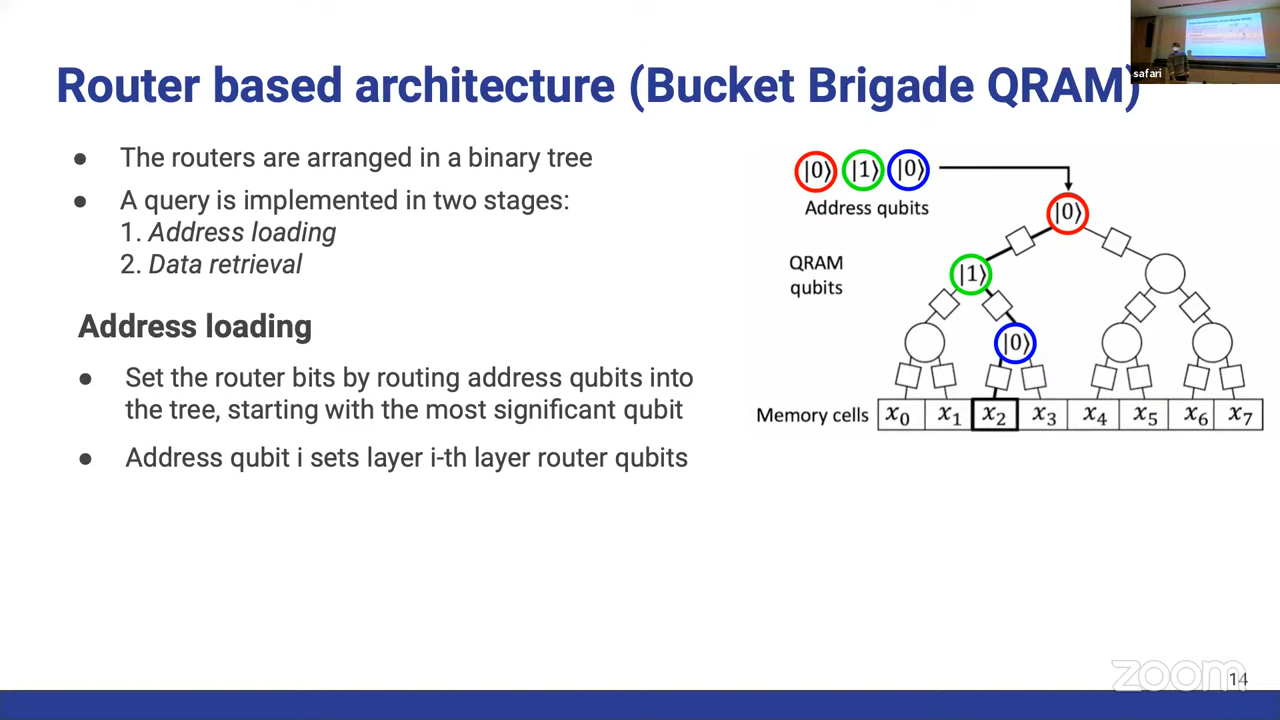 safari
Router based architecture (Bucket Brigade QRAM)
● The routers are arranged in a binary tree
● A query is implemented in two stages:
1. Address loading
2. Data retrieval
Address loading
● Set the router bits by routing address qubits into
the tree, starting with the most significant qubit
● Address qubit i sets layer i-th layer router qubits
|0⟩ |1⟩ |0⟩
Address qubits
|0⟩
QRAM
qubits
|1⟩
|0⟩
Memory cells x₀ x₁ x₂ x₃ x₄ x₅ x₆ x₇
zoom
14